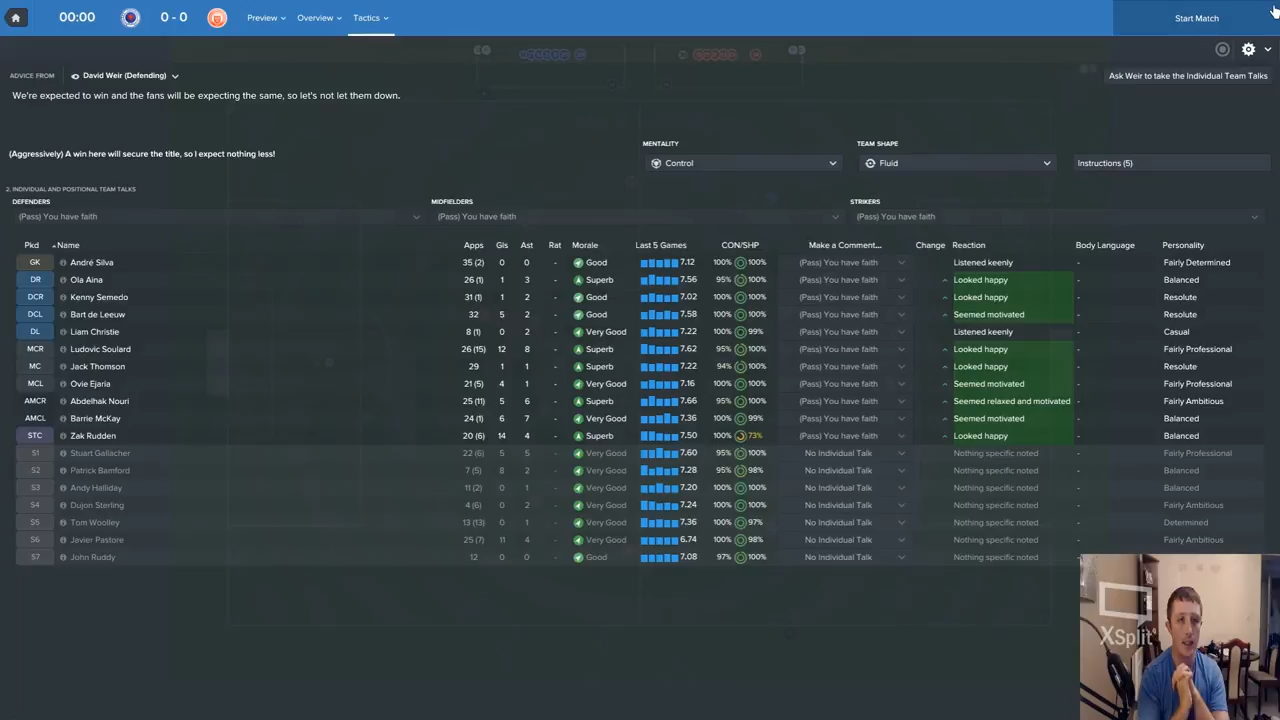 00:00 0 - 0 Preview Overview Tactics Start Match
ADVICE FROM David Weir (Defending)
Ask Weir to take the Individual Team Talks
We're expected to win and the fans will be expecting the same, so let's not let them down.
MENTALITY TEAM SHAPE
(Aggressively) A win here will secure the title, so I expect nothing less!
Control Fluid Instructions (5)
2. INDIVIDUAL AND POSITIONAL TEAM TALKS
DEFENDERS MIDFIELDERS STRIKERS
(Pass) You have faith (Pass) You have faith (Pass) You have faith
Pkd Name Apps Gls Ast Rat Morale Last 5 Games CON/SHP Make a Comment... Change Reaction Body Language Personality
GK André Silva 35 (2) 0 0 - Good 7.12 100% 100% (Pass) You have faith Listened keenly - Fairly Determined
DR Ola Aina 26 (1) 1 3 - Superb 7.56 95% 100% (Pass) You have faith Looked happy - Balanced
DCR Kenny Semedo 31 (1) 1 2 - Good 7.02 100% 100% (Pass) You have faith Looked happy - Resolute
DCL Bart de Leeuw 32 5 2 - Good 7.58 100% 100% (Pass) You have faith Seemed motivated - Resolute
DL Liam Christie 8 (1) 0 2 - Very Good 7.22 100% 99% (Pass) You have faith Listened keenly - Casual
MCR Ludovic Soulard 26 (15) 12 8 - Superb 7.62 95% 100% (Pass) You have faith Looked happy - Fairly Professional
MC Jack Thomson 29 1 1 - Superb 7.22 94% 100% (Pass) You have faith Looked happy - Resolute
MCL Ovie Ejaria 21 (5) 4 1 - Very Good 7.16 100% 100% (Pass) You have faith Seemed motivated - Fairly Professional
AMCR Abdelhak Nouri 25 (11) 5 6 - Superb 7.66 95% 100% (Pass) You have faith Seemed relaxed and motivated - Fairly Ambitious
AMCL Barrie McKay 24 (1) 6 7 - Very Good 7.36 100% 99% (Pass) You have faith Seemed motivated - Balanced
STC Zak Rudden 20 (6) 14 4 - Superb 7.50 100% 73% (Pass) You have faith Looked happy - Balanced
S1 Stuart Gallacher 22 (6) 5 5 - Very Good 7.60 95% 100% No Individual Talk Nothing specific noted - Fairly Professional
S2 Patrick Bamford 7 (5) 8 2 - Very Good 7.28 95% 98% No Individual Talk Nothing specific noted - Balanced
S3 Andy Halliday 11 (2) 0 1 - Very Good 7.20 100% 100% No Individual Talk Nothing specific noted - Balanced
S4 Dujon Sterling 4 (6) 0 2 - Very Good 7.24 100% 100% No Individual Talk Nothing specific noted - Fairly Ambitious
S5 Tom Woolley 13 (13) 0 1 - Very Good 7.36 100% 97% No Individual Talk Nothing specific noted - Determined
S6 Javier Pastore 25 (7) 11 4 - Very Good 6.74 100% 98% No Individual Talk Nothing specific noted - Fairly Ambitious
S7 John Ruddy 12 0 0 - Good 7.08 97% 100% No Individual Talk Nothing specific noted - Balanced
XSplit